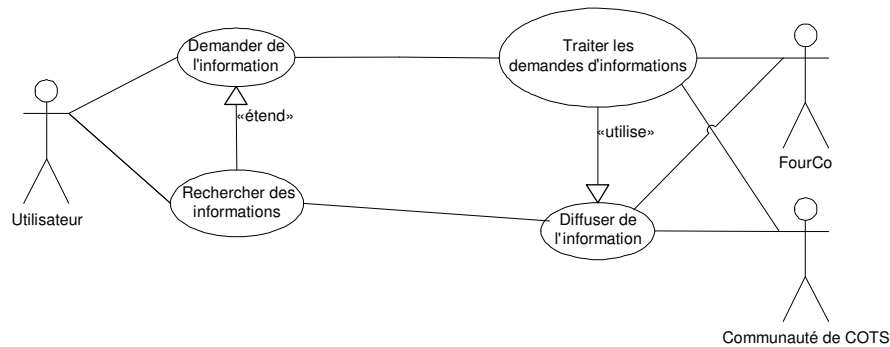 Demander de
l'information
Traiter les
demandes d'informations
«étend»
«utilise»
FourCo
Rechercher des
informations
Utilisateur
Diffuser de
l'information
Communauté de COTS